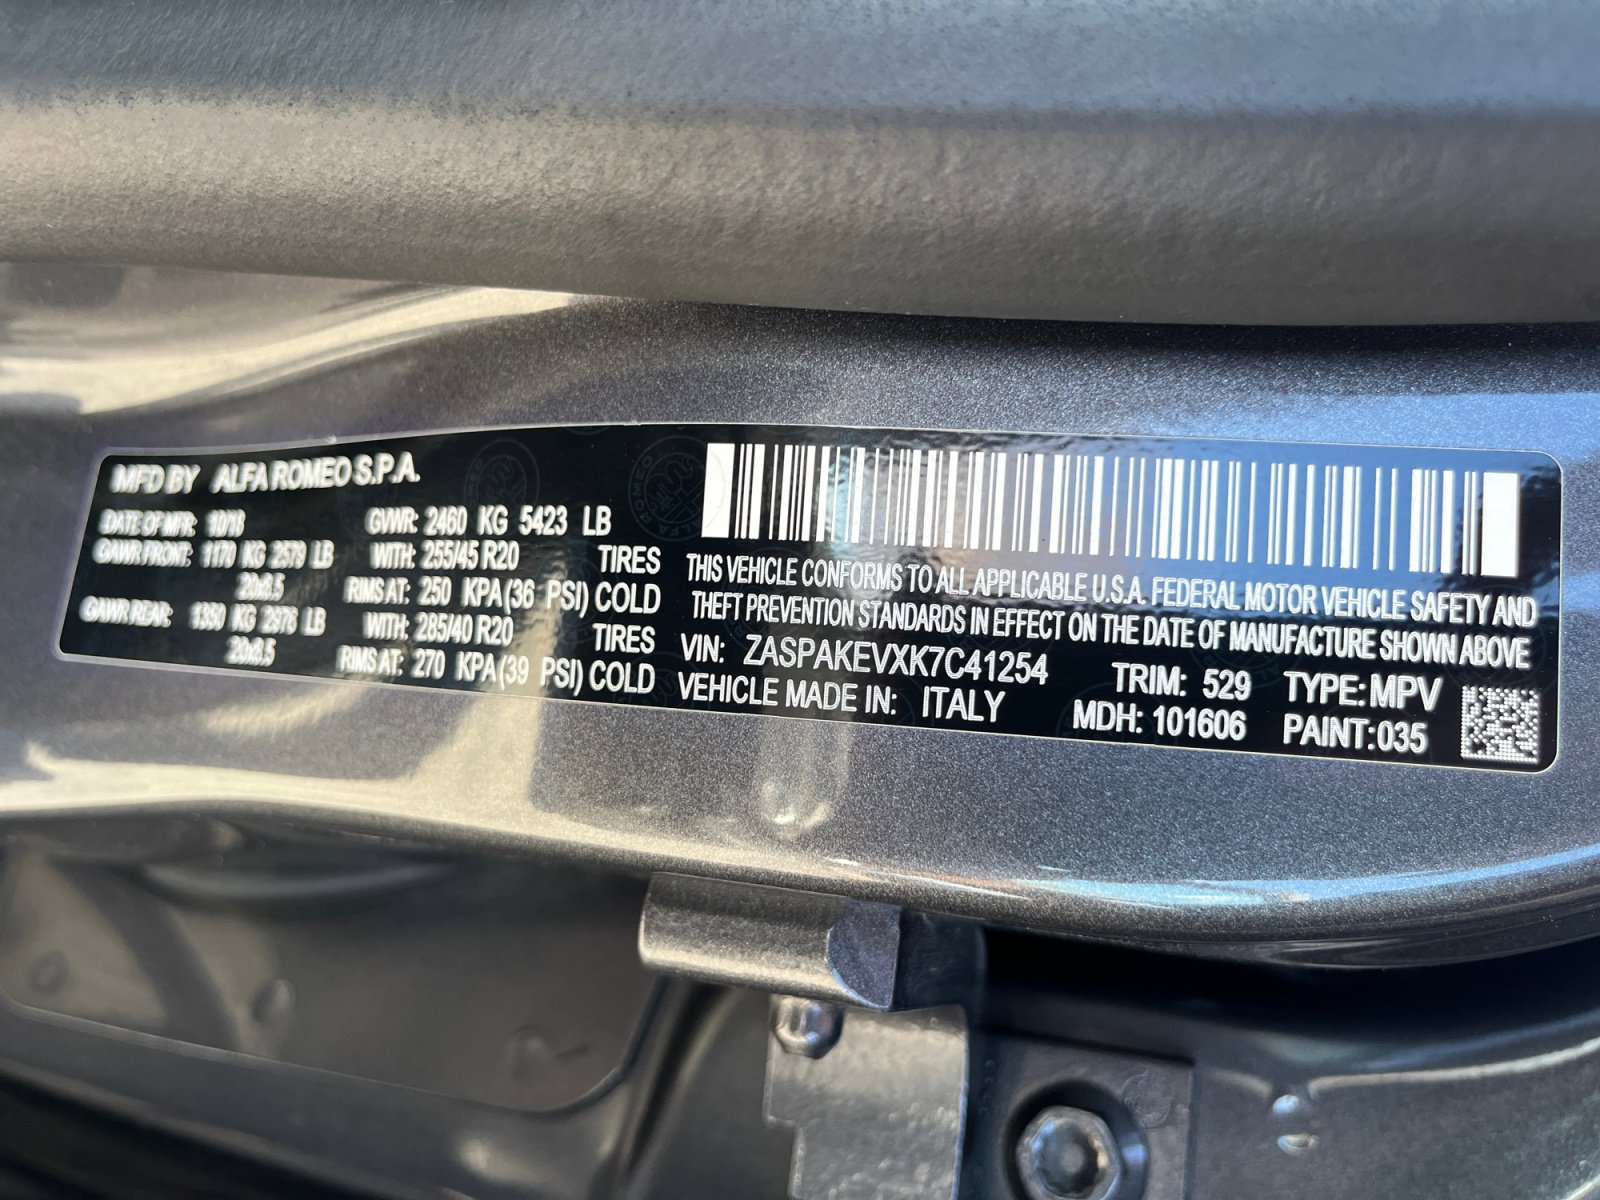 MFD BY ALFA ROMEO S.P.A.
DATE OF MFR: 10/18 GVWR: 2460 KG 5423 LB
GAWR FRONT: 1170 KG 2579 LB WITH: 255/45 R20 TIRES
20x8.5 RIMS AT: 250 KPA(36 PSI) COLD
GAWR REAR: 1350 KG 2976 LB WITH: 285/40 R20 TIRES
RIMS AT: 270 KPA(39 PSI) COLD
THIS VEHICLE CONFORMS TO ALL APPLICABLE U.S.A. FEDERAL MOTOR VEHICLE SAFETY AND
THEFT PREVENTION STANDARDS IN EFFECT ON THE DATE OF MANUFACTURE SHOWN ABOVE
VIN: ZASPAKEVXK7C41254 TRIM: 529 TYPE: MPV
VEHICLE MADE IN: ITALY MDH: 101606 PAINT:035